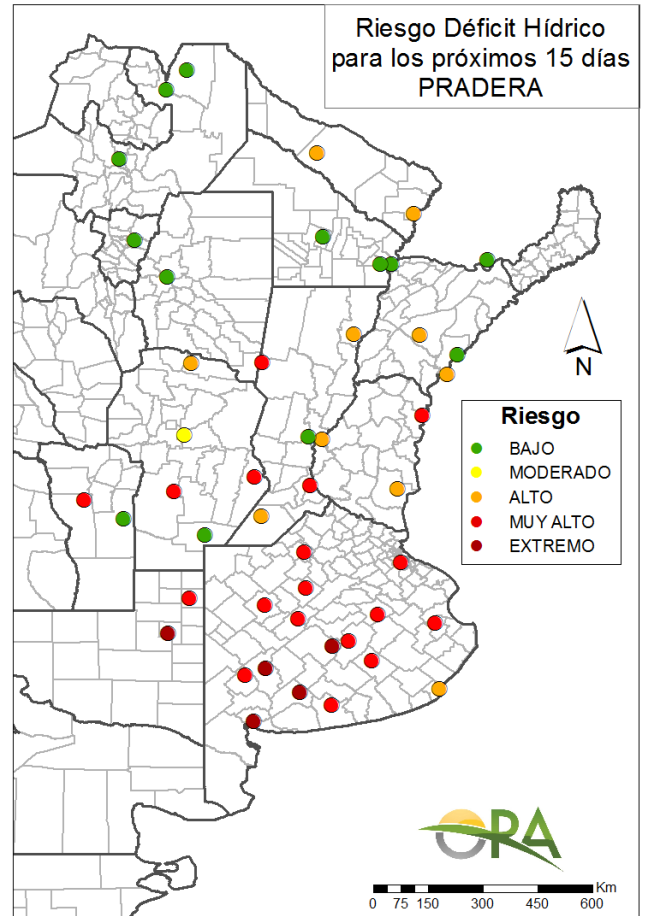 Riesgo Déficit Hídrico
para los próximos 15 días
PRADERA
N
Riesgo
BAJO
MODERADO
ALTO
MUY ALTO
EXTREMO
ORA
Km
0 75 150 300 450 600